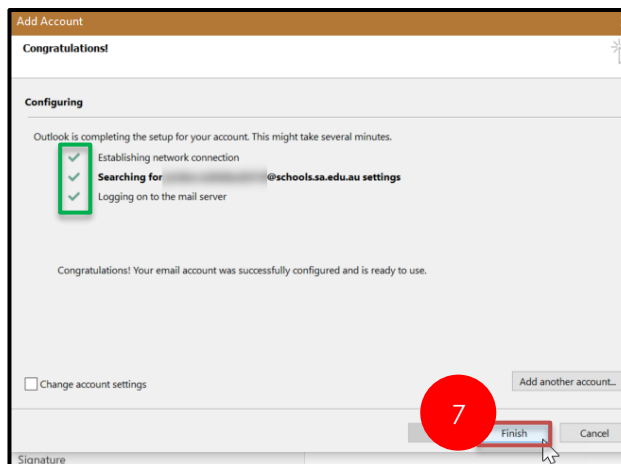 Add Account
Congratulations!
Configuring
Outlook is completing the setup for your account. This might take several minutes.
Establishing network connection
Searching for @schools.sa.edu.au settings
Logging on to the mail server
Congratulations! Your email account was successfully configured and is ready to use.
Change account settings
Add another account...
7
Finish
Cancel
Signature